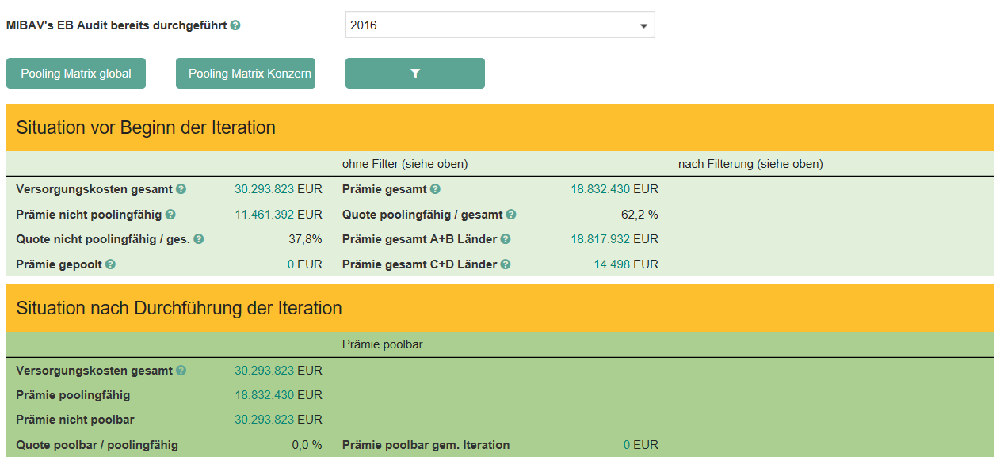 MIBAV's EB Audit bereits durchgeführt ? 2016
Pooling Matrix global Pooling Matrix Konzern
Situation vor Beginn der Iteration
ohne Filter (siehe oben) nach Filterung (siehe oben)
Versorgungskosten gesamt ? 30.293.823 EUR Prämie gesamt ? 18.832.430 EUR
Prämie nicht poolingfähig ? 11.461.392 EUR Quote poolingfähig / gesamt ? 62,2 %
Quote nicht poolingfähig / ges. ? 37,8% Prämie gesamt A+B Länder ? 18.817.932 EUR
Prämie gepoolt ? 0 EUR Prämie gesamt C+D Länder ? 14.498 EUR
Situation nach Durchführung der Iteration
Prämie poolbar
Versorgungskosten gesamt ? 30.293.823 EUR
Prämie poolingfähig 18.832.430 EUR
Prämie nicht poolbar 30.293.823 EUR
Quote poolbar / poolingfähig 0,0 % Prämie poolbar gem. Iteration 0 EUR